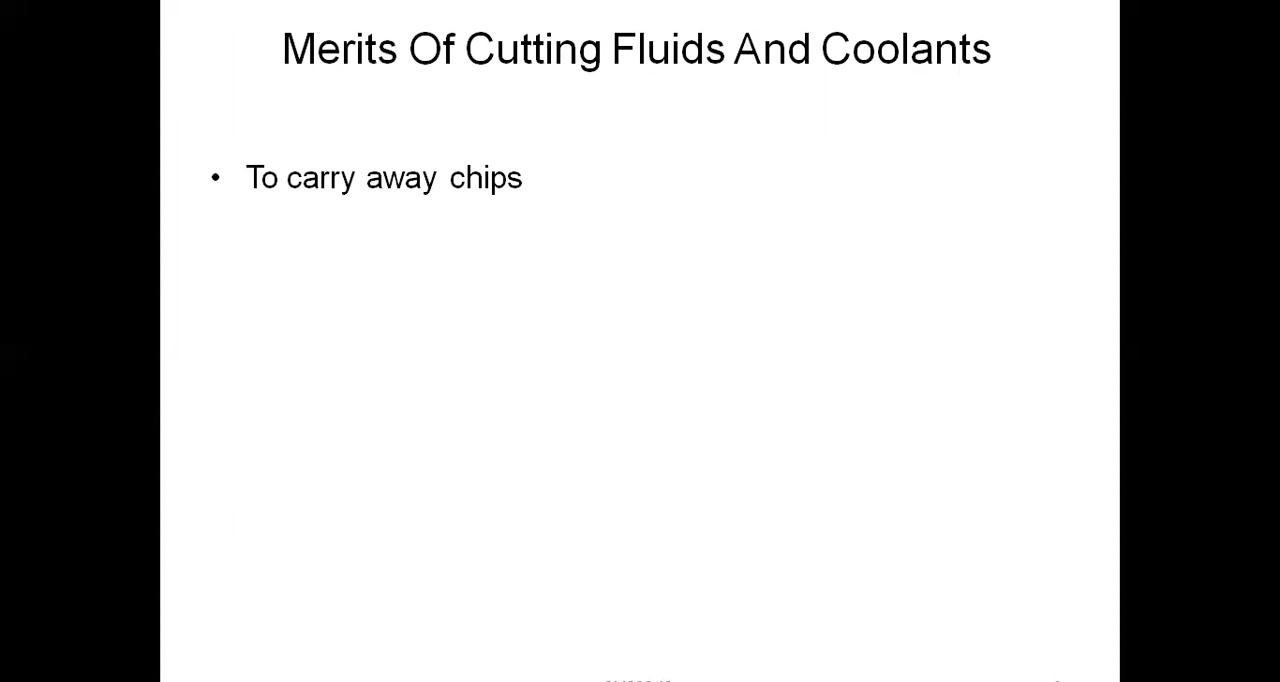 Merits Of Cutting Fluids And Coolants
• To carry away chips